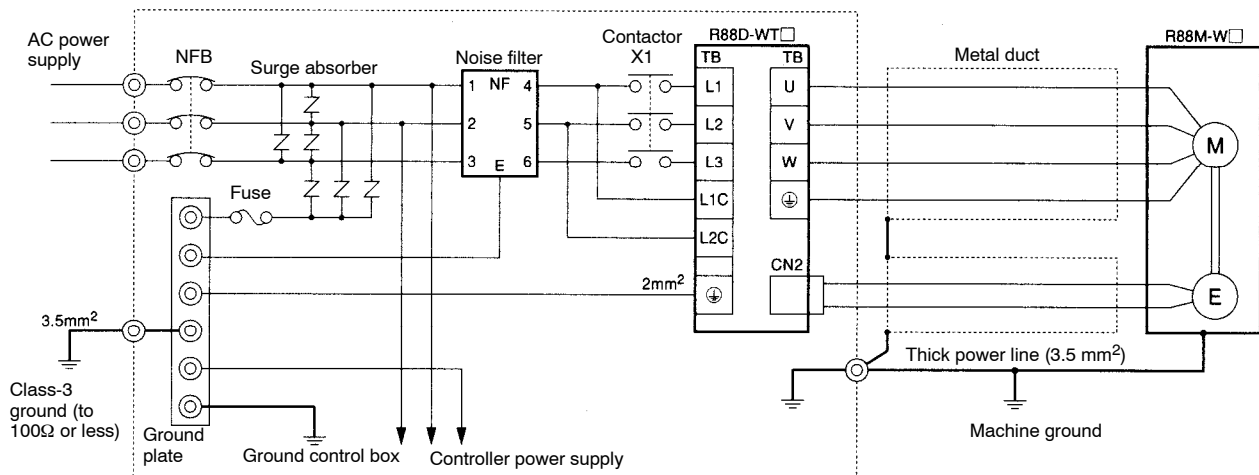 AC power
supply
NFB
Surge absorber
Noise filter
1 NF 4
2 5
3 E 6
Contactor
X1
R88D-WT□
TB TB
L1 U
L2 V
L3 W
L1C
L2C
CN2
Metal duct
R88M-W□
M
E
Fuse
2mm²
3.5mm²
Class-3
ground (to
100Ω or less)
Ground
plate
Ground control box
Controller power supply
Thick power line (3.5 mm²)
Machine ground